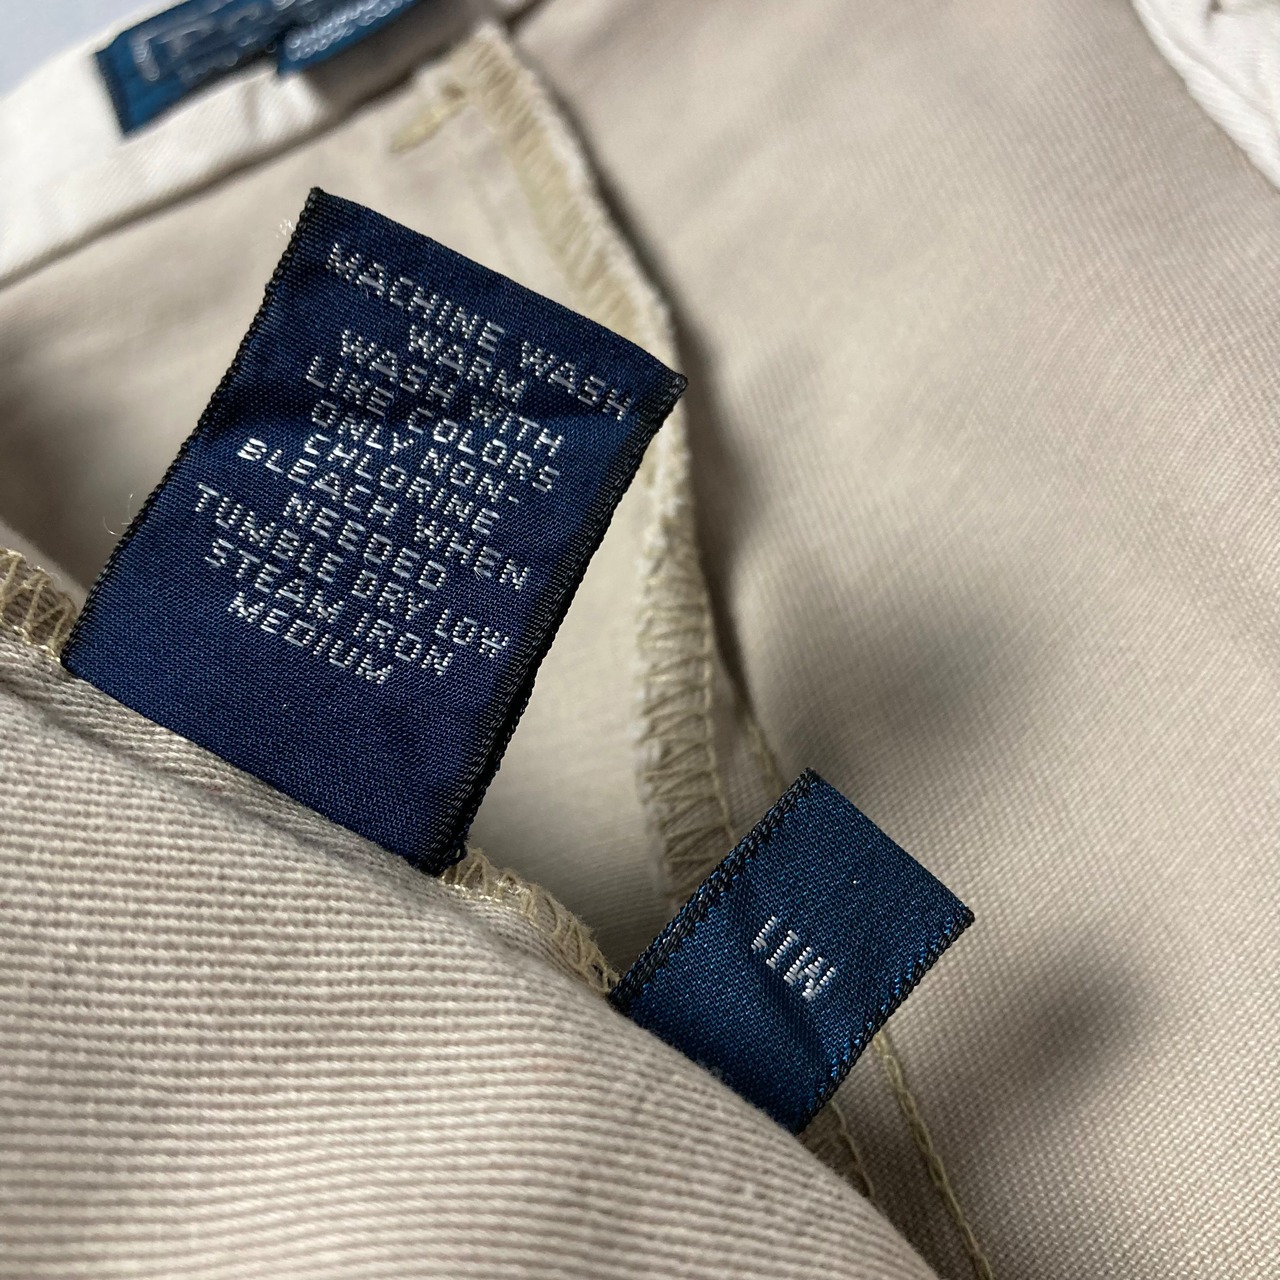 MACHINE WASH
WARM
WASH WITH
LIKE COLORS
ONLY NON-
CHLORINE
BLEACH WHEN
NEEDED
TUMBLE DRY LOW
STEAM IRON
MEDIUM